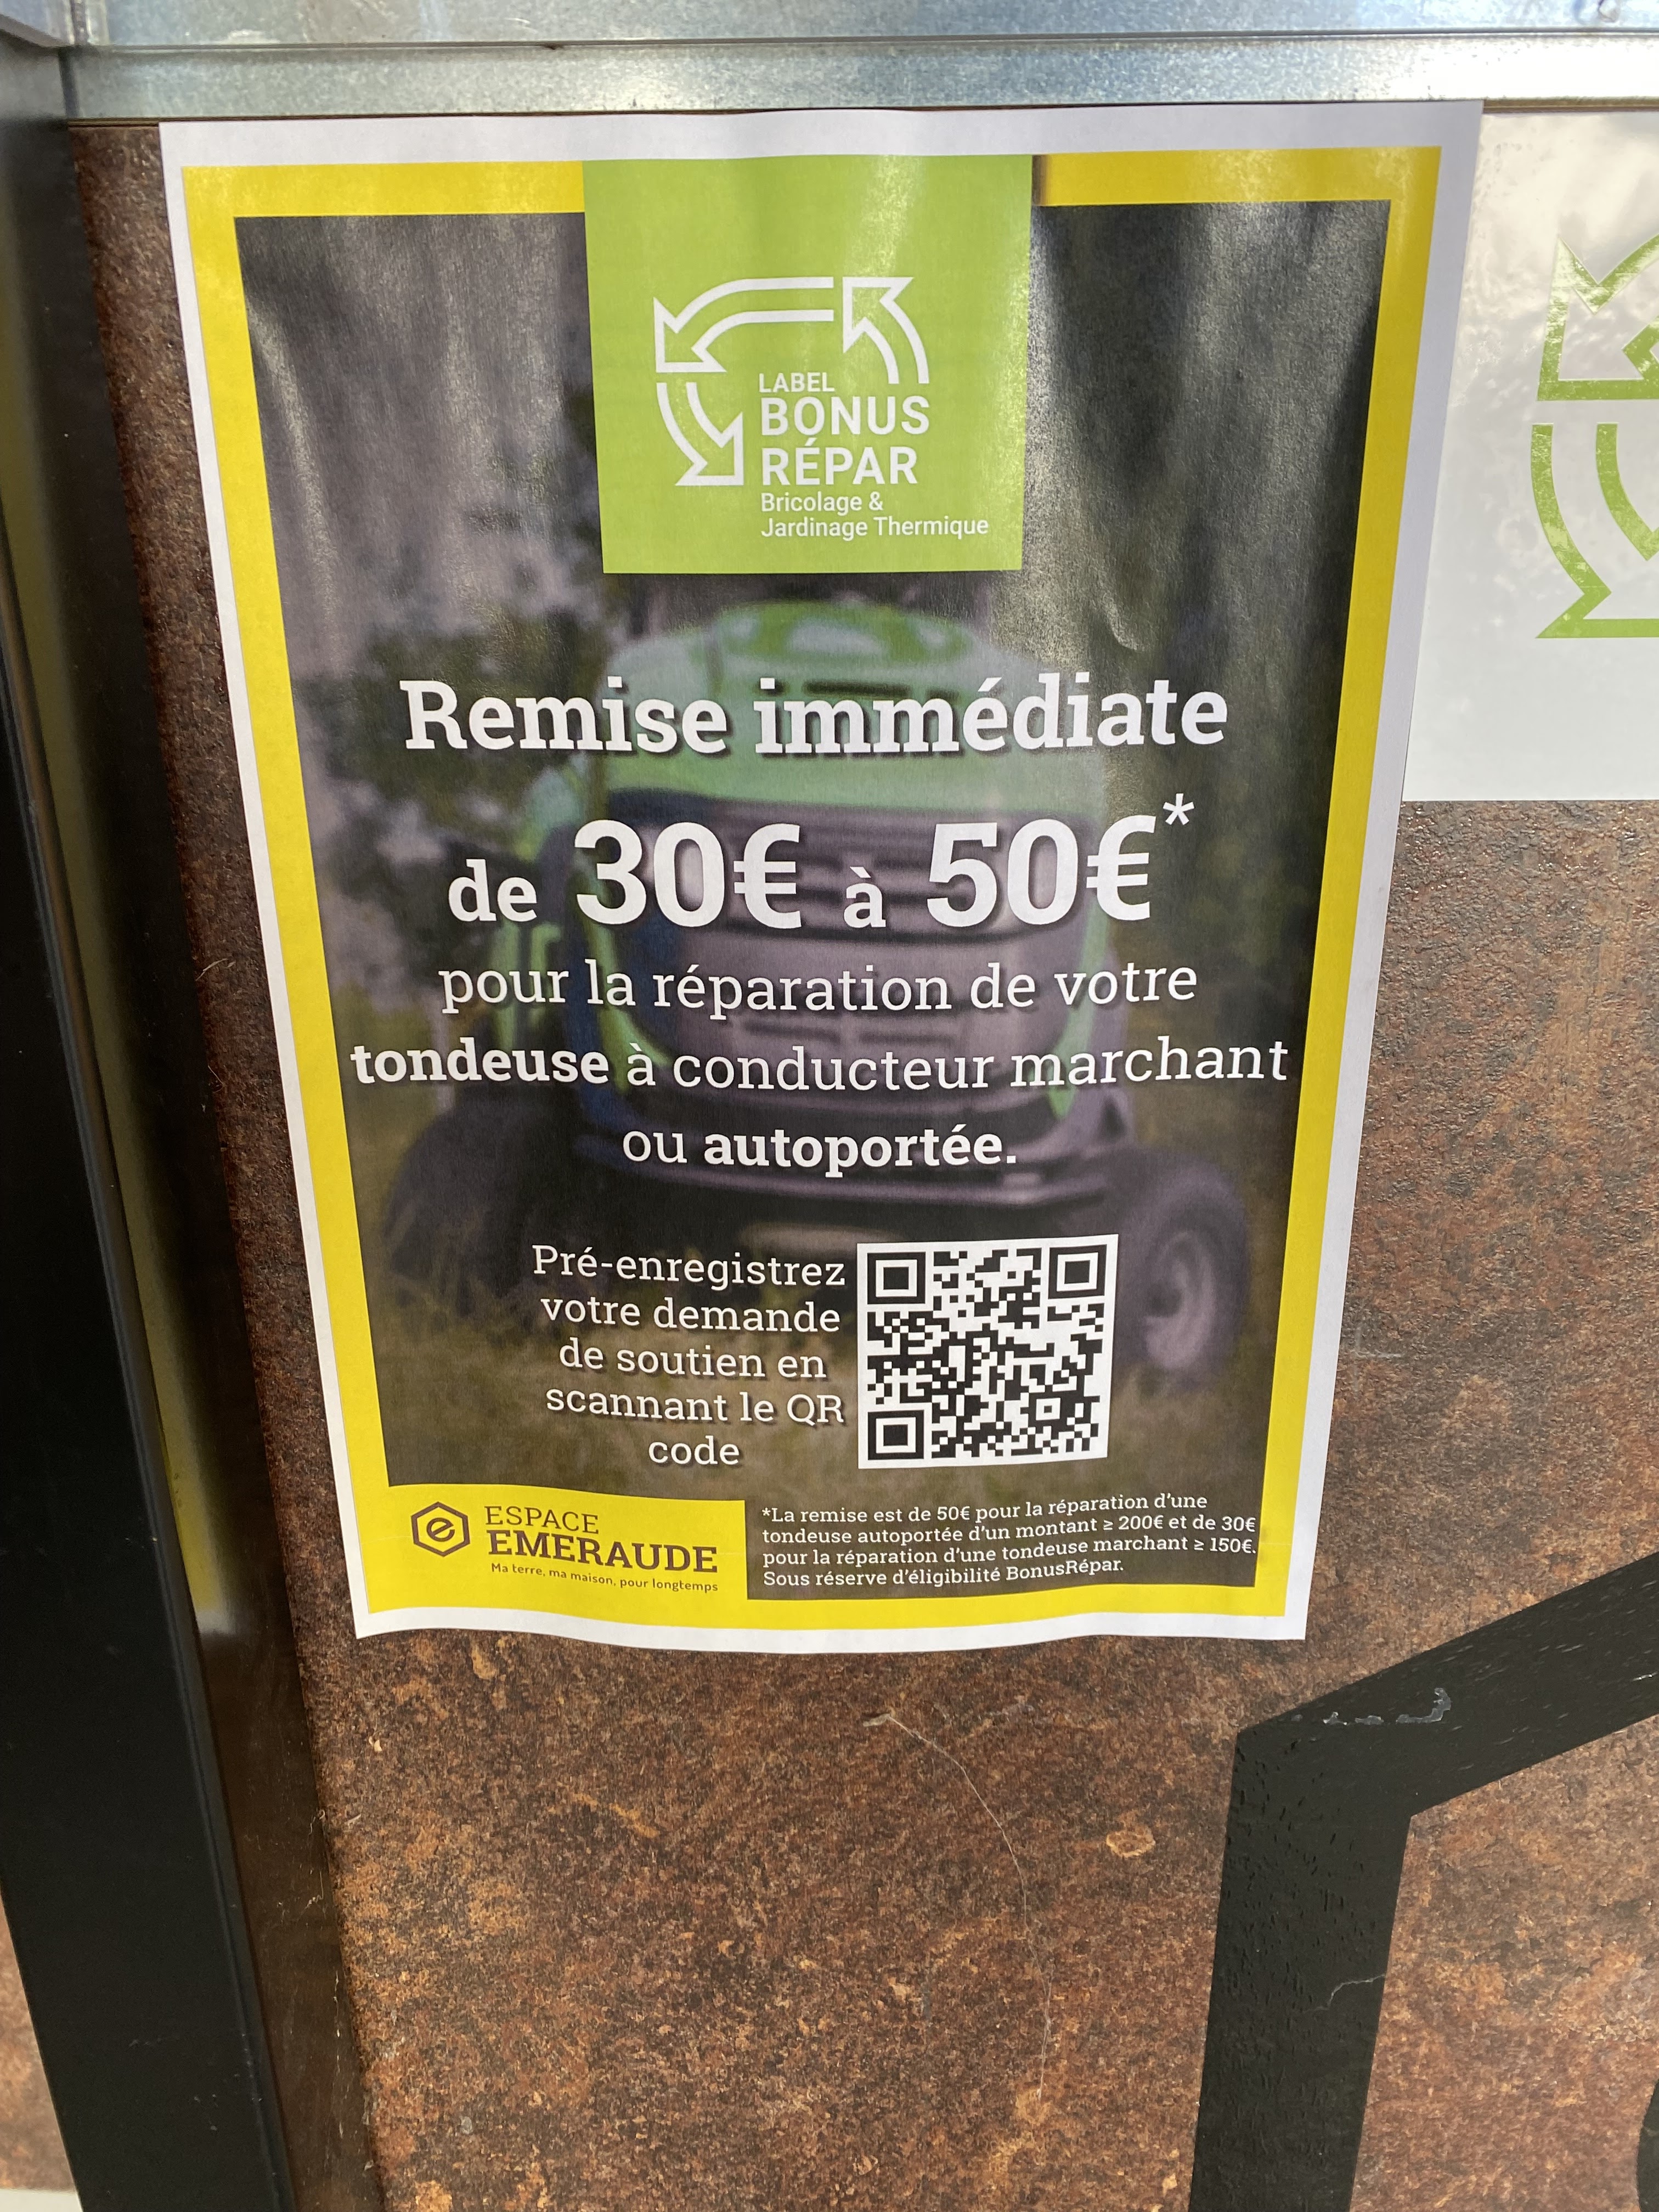 LABEL
BONUS
RÉPAR
Bricolage &
Jardinage Thermique
Remise immédiate
de 30€ à 50€*
pour la réparation de votre
tondeuse à conducteur marchant
ou autoportée.
Pré-enregistrez
votre demande
de soutien en
scannant le QR
code
ESPACE
EMERAUDE
Ma terre, ma maison, pour longtemps
*La remise est de 50€ pour la réparation d'une
tondeuse autoportée d'un montant ≥ 200€ et de 30€
pour la réparation d'une tondeuse marchant ≥ 150€.
Sous réserve d'éligibilité BonusRépar.